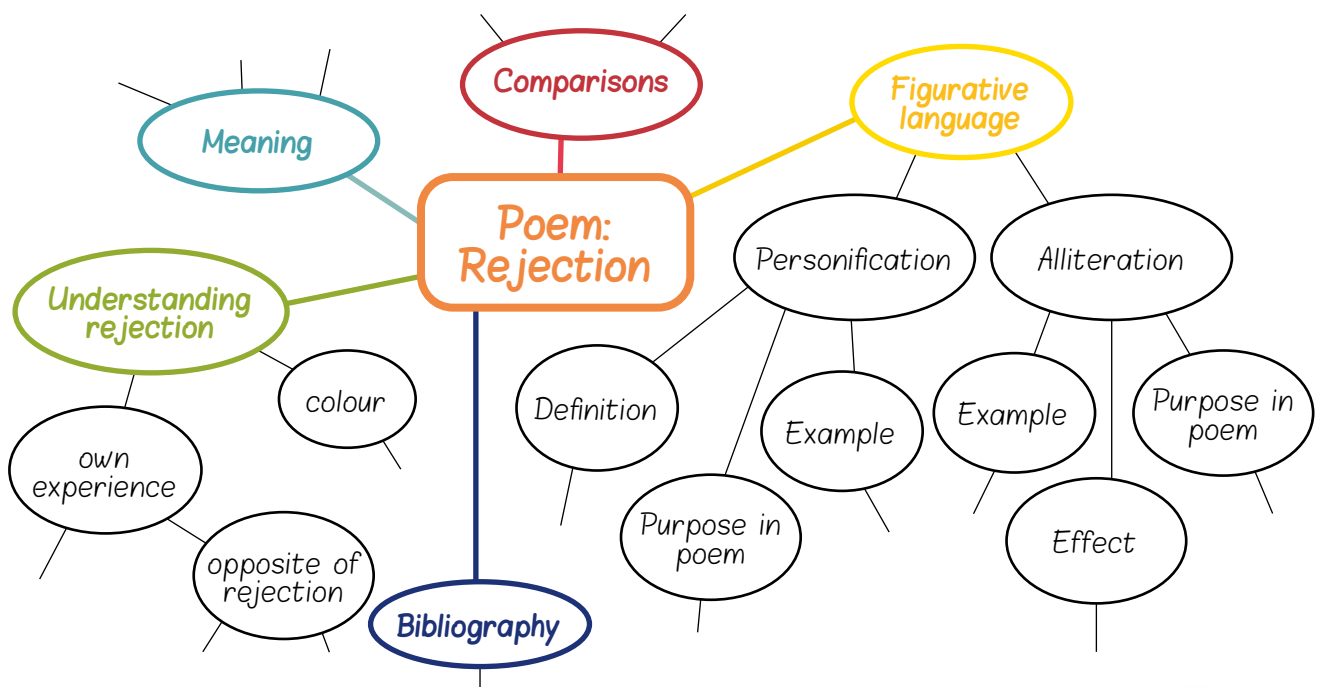 Comparisons
Figurative
language
Meaning
Poem:
Rejection
Personification
Alliteration
Understanding
rejection
colour
Definition
Example
Example
Purpose in
poem
own
experience
Purpose in
poem
Effect
opposite of
rejection
Bibliography